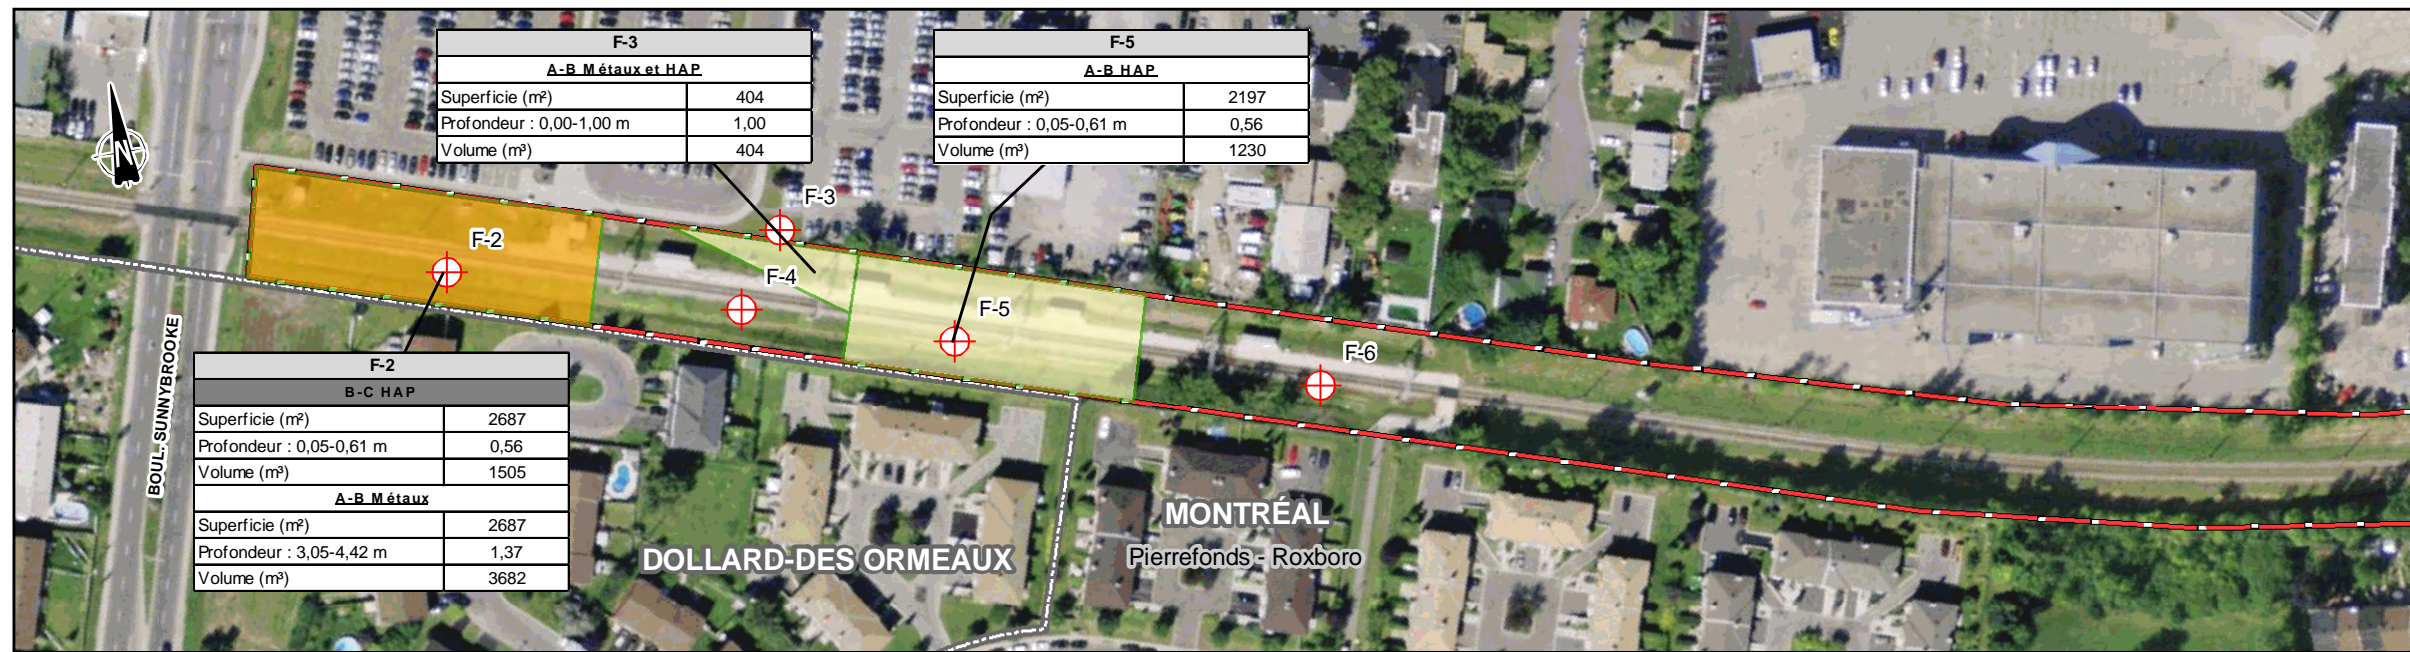 F-3
A-B Métaux et HAP
Superficie (m²) 404
Profondeur : 0,00-1,00 m 1,00
Volume (m³) 404
F-5
A-B HAP
Superficie (m²) 2197
Profondeur : 0,05-0,61 m 0,56
Volume (m³) 1230
N
F-3
F-2
F-4
F-5
F-6
BOUL. SUNNYBROOKE
F-2
B-C HAP
Superficie (m²) 2687
Profondeur : 0,05-0,61 m 0,56
Volume (m³) 1505
A-B Métaux
Superficie (m²) 2687
Profondeur : 3,05-4,42 m 1,37
Volume (m³) 3682
DOLLARD-DES ORMEAUX
MONTRÉAL
Pierrefonds - Roxboro